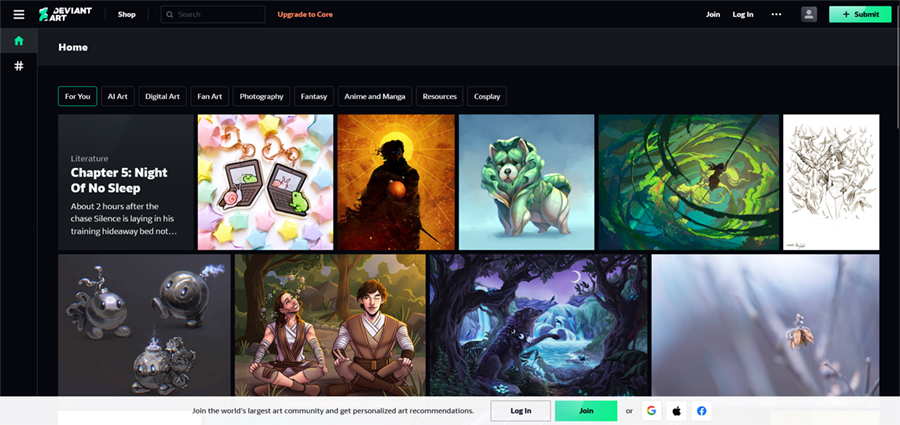 DEVIANT
ART
Shop
Search
Upgrade to Core
Join
Log In
Submit
Home
For You
AI Art
Digital Art
Fan Art
Photography
Fantasy
Anime and Manga
Resources
Cosplay
Literature
Chapter 5: Night
Of No Sleep
About 2 hours after the
chase Silence is laying in his
training hideaway bed not...
Join the world's largest art community and get personalized art recommendations.
Log In
Join
or